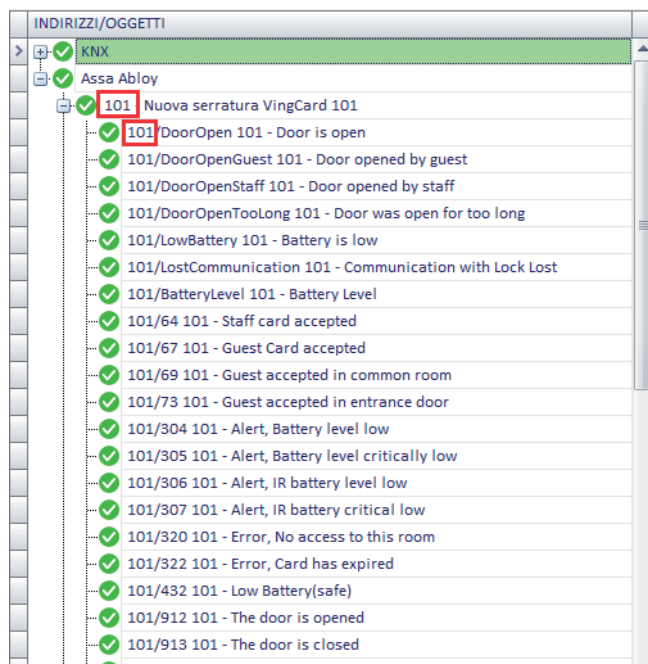 INDIRIZZI/OGGETTI
KNX
Assa Abloy
101 - Nuova serratura VingCard 101
101/DoorOpen 101 - Door is open
101/DoorOpenGuest 101 - Door opened by guest
101/DoorOpenStaff 101 - Door opened by staff
101/DoorOpenTooLong 101 - Door was open for too long
101/LowBattery 101 - Battery is low
101/LostCommunication 101 - Communication with Lock Lost
101/BatteryLevel 101 - Battery Level
101/64 101 - Staff card accepted
101/67 101 - Guest Card accepted
101/69 101 - Guest accepted in common room
101/73 101 - Guest accepted in entrance door
101/304 101 - Alert, Battery level low
101/305 101 - Alert, Battery level critically low
101/306 101 - Alert, IR battery level low
101/307 101 - Alert, IR battery critical low
101/320 101 - Error, No access to this room
101/322 101 - Error, Card has expired
101/432 101 - Low Battery(safe)
101/912 101 - The door is opened
101/913 101 - The door is closed